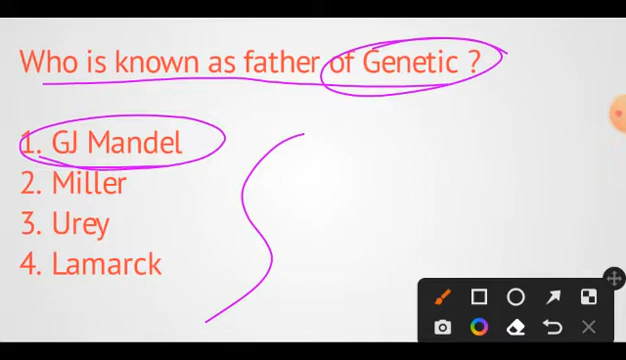 Who is known as father of Genetic ?
1. GJ Mandel
2. Miller
3. Urey
4. Lamarck